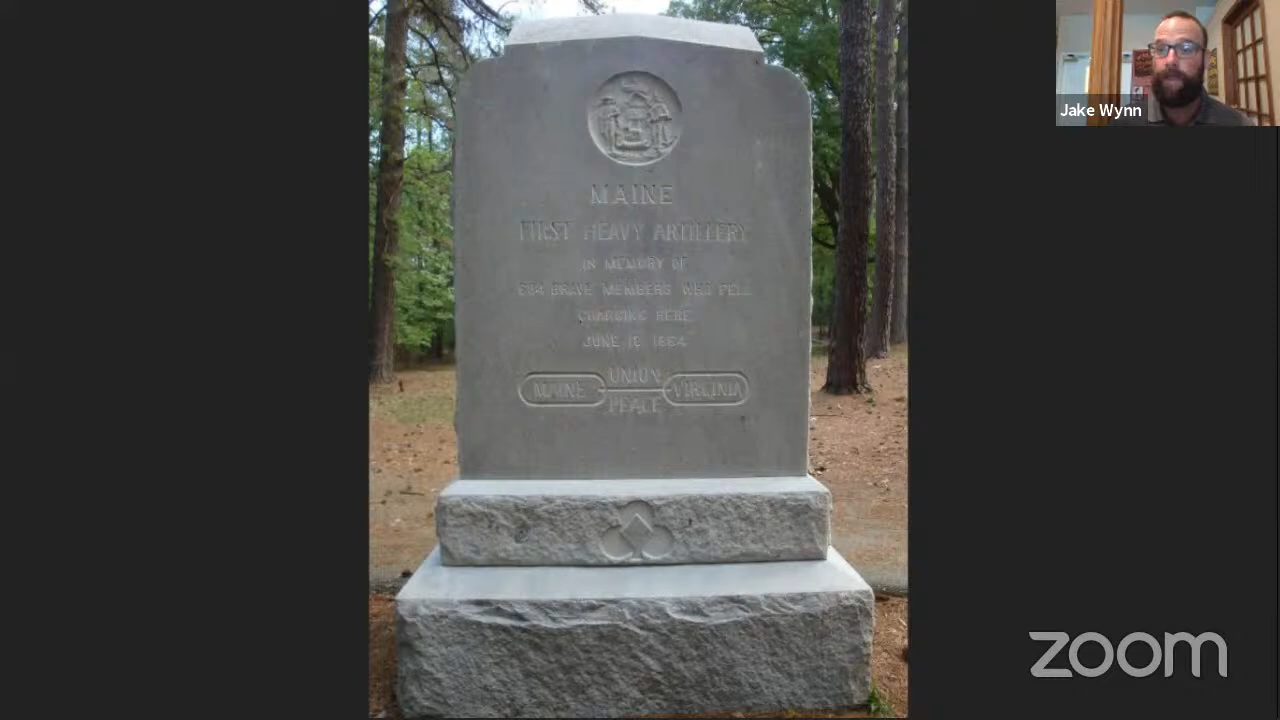 Jake Wynn
MAINE
FIRST HEAVY ARTILLERY
IN MEMORY OF
604 BRAVE MEMBERS WHO FELL
CHARGING HERE
JUNE 18 1864
UNION
MAINE VIRGINIA
PEACE
zoom